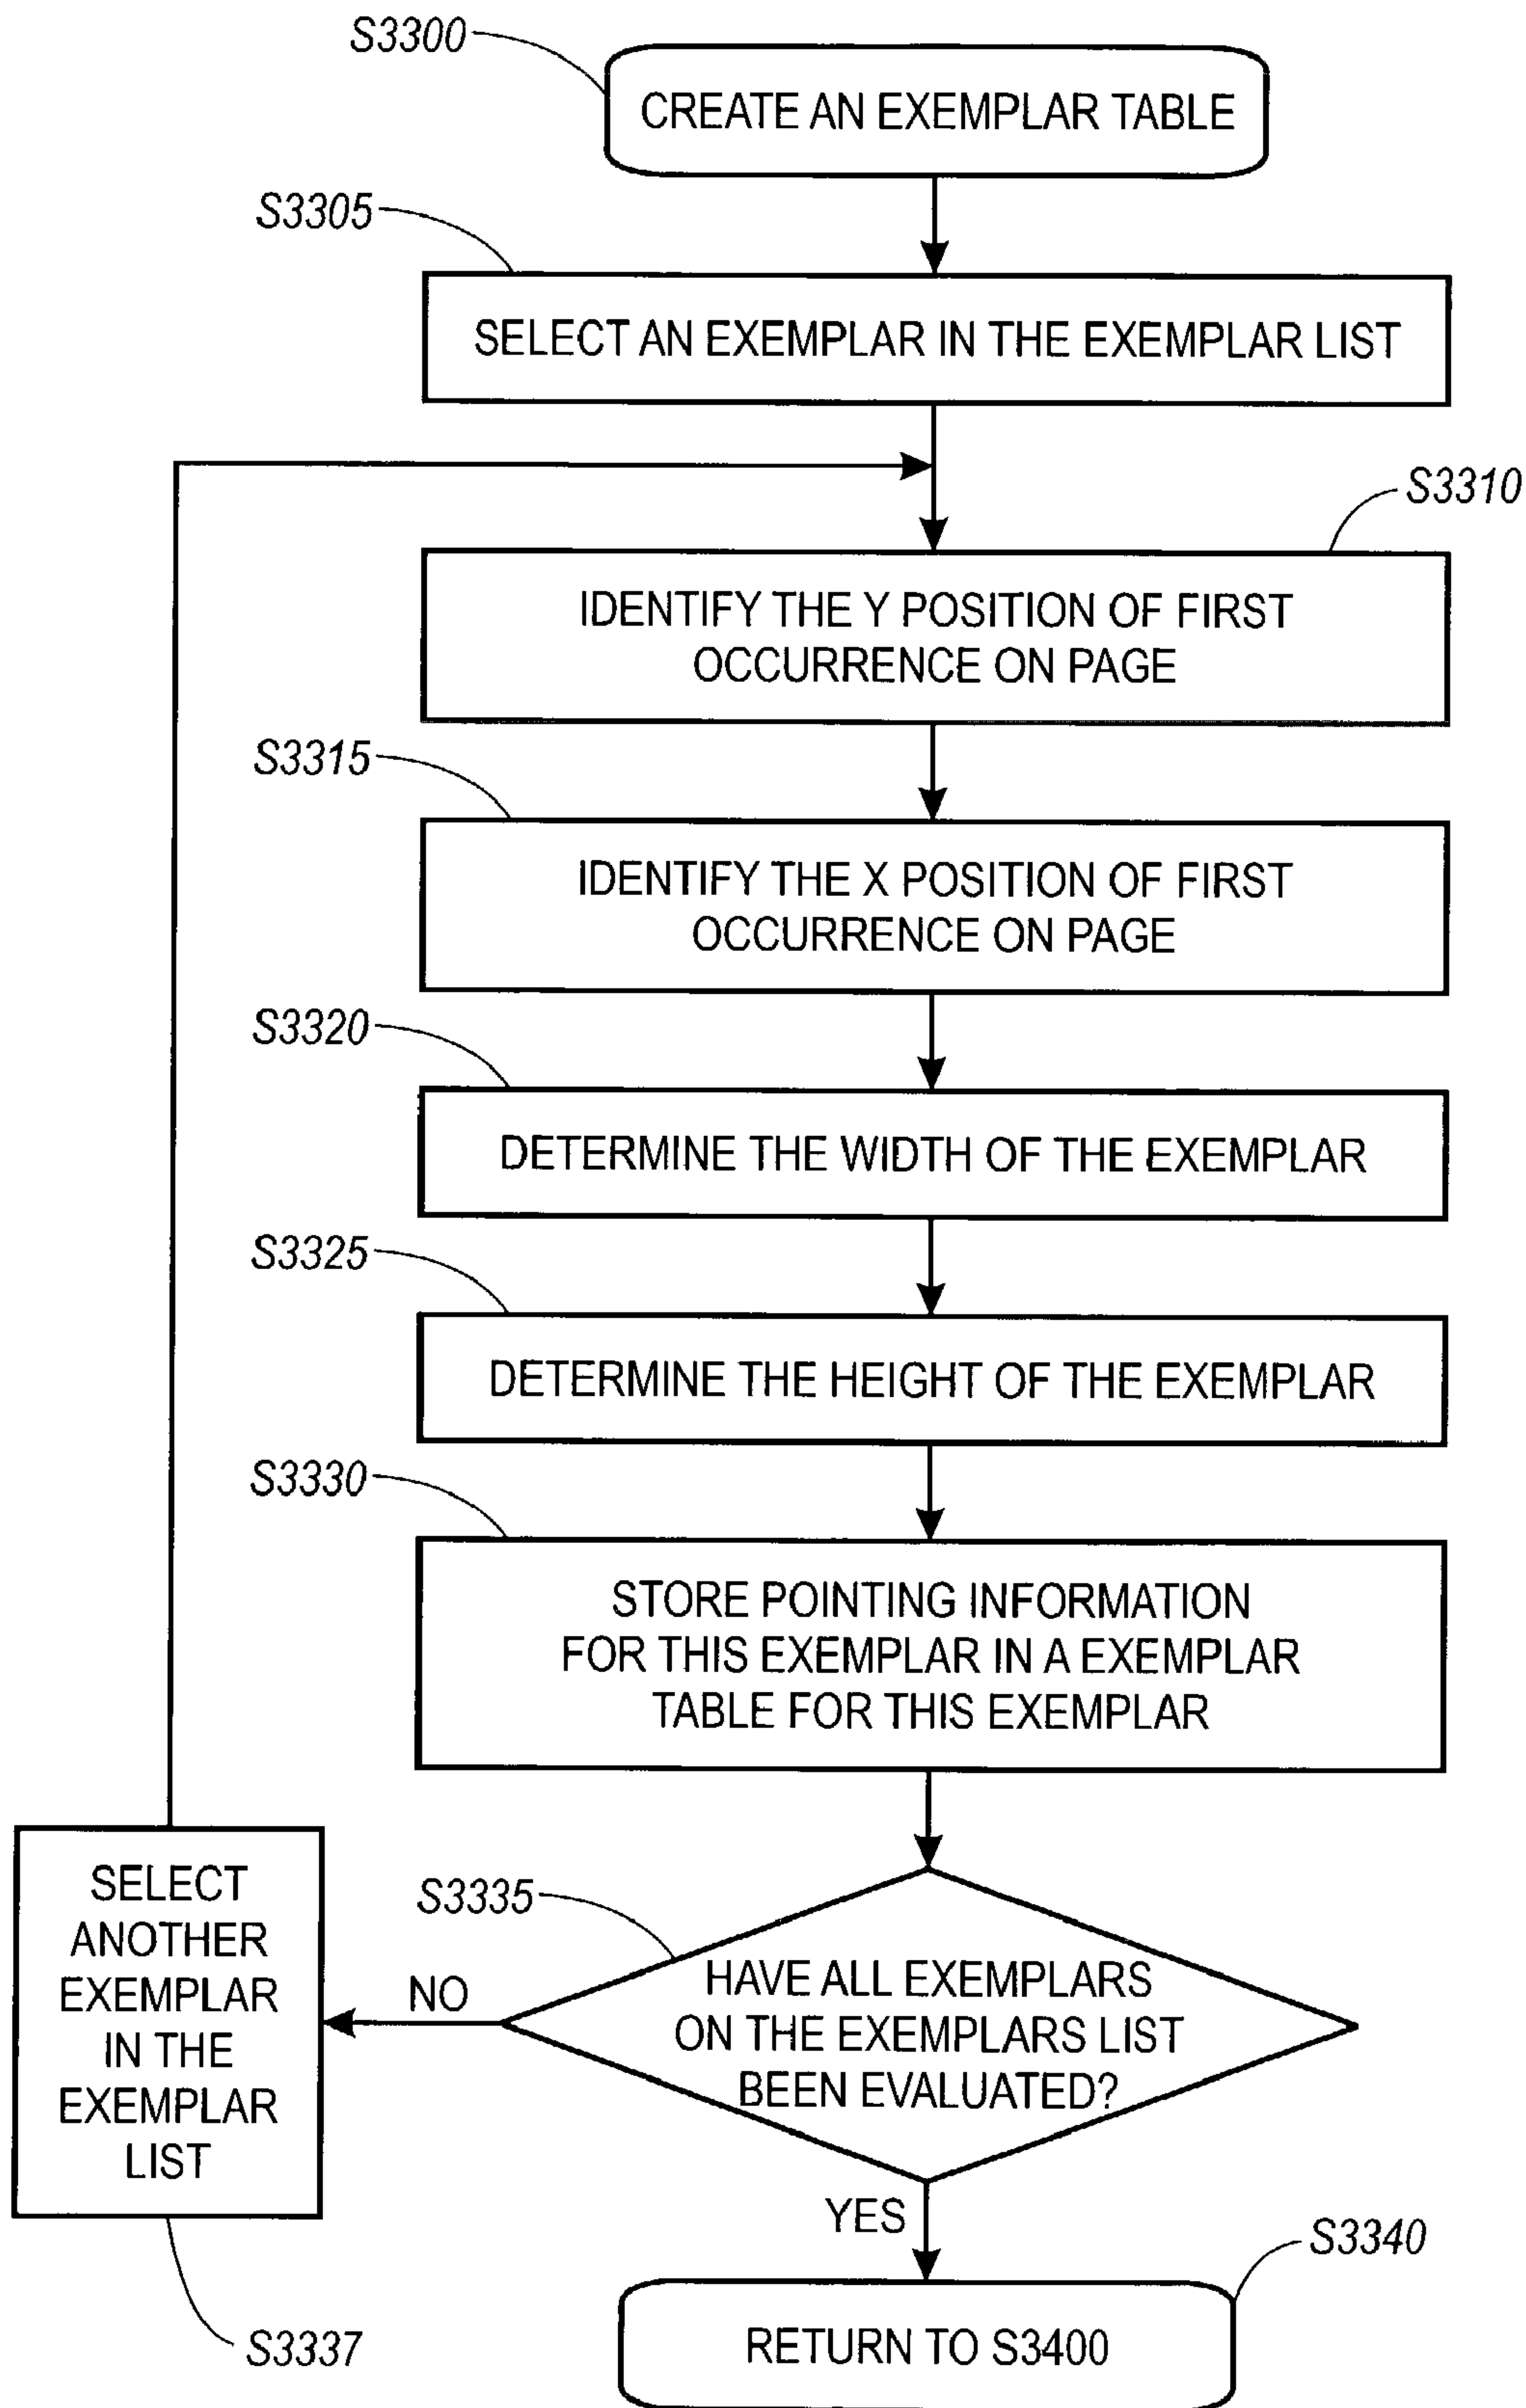 S3300
CREATE AN EXEMPLAR TABLE
S3305
SELECT AN EXEMPLAR IN THE EXEMPLAR LIST
S3310
IDENTIFY THE Y POSITION OF FIRST
OCCURRENCE ON PAGE
S3315
IDENTIFY THE X POSITION OF FIRST
OCCURRENCE ON PAGE
S3320
DETERMINE THE WIDTH OF THE EXEMPLAR
S3325
DETERMINE THE HEIGHT OF THE EXEMPLAR
S3330
STORE POINTING INFORMATION
FOR THIS EXEMPLAR IN A EXEMPLAR
TABLE FOR THIS EXEMPLAR
S3335
HAVE ALL EXEMPLARS
ON THE EXEMPLARS LIST
BEEN EVALUATED?
NO
SELECT
ANOTHER
EXEMPLAR
IN THE
EXEMPLAR
LIST
S3337
YES
S3340
RETURN TO S3400